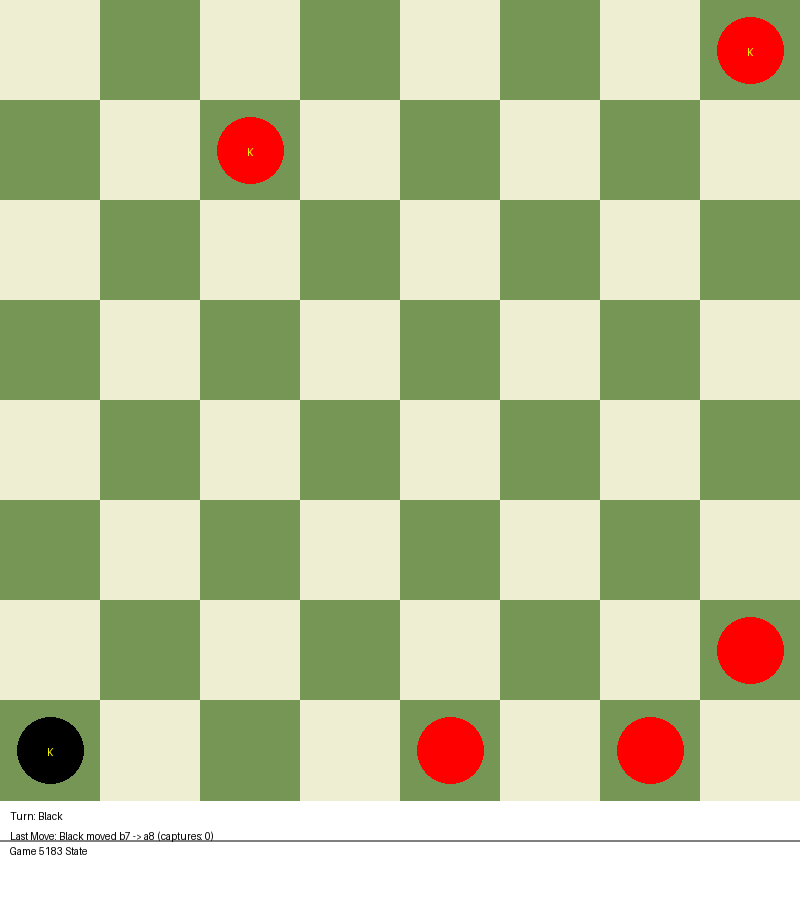 K
K
K
Turn: Black
Last Move: Black moved b7 -> a8 (captures: 0)
Game 5183 State